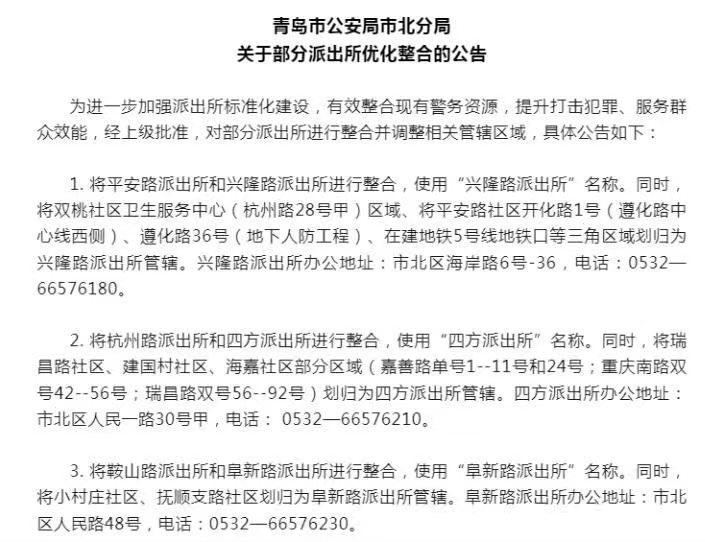 青岛市公安局市北分局
关于部分派出所优化整合的公告
为进一步加强派出所标准化建设，有效整合现有警务资源，提升打击犯罪、服务群
众效能，经上级批准，对部分派出所进行整合并调整相关管辖区域，具体公告如下：
1. 将平安路派出所和兴隆路派出所进行整合，使用“兴隆路派出所”名称。同时，
将双桃社区卫生服务中心（杭州路28号甲）区域、将平安路社区开化路1号（遵化路中
心线西侧）、遵化路36号（地下人防工程）、在建地铁5号线地铁口等三角区域划归为
兴隆路派出所管辖。兴隆路派出所办公地址：市北区海岸路6号-36，电话：0532—
66576180。
2. 将杭州路派出所和四方派出所进行整合，使用“四方派出所”名称。同时，将瑞
昌路社区、建国村社区、海嘉社区部分区域（嘉善路单号1--11号和24号；重庆南路双
号42--56号；瑞昌路双号56--92号）划归为四方派出所管辖。四方派出所办公地址：
市北区人民一路30号甲，电话： 0532—66576210。
3. 将鞍山路派出所和阜新路派出所进行整合，使用“阜新路派出所”名称。同时，
将小村庄社区、抚顺支路社区划归为阜新路派出所管辖。阜新路派出所办公地址：市北
区人民路48号，电话：0532—66576230。